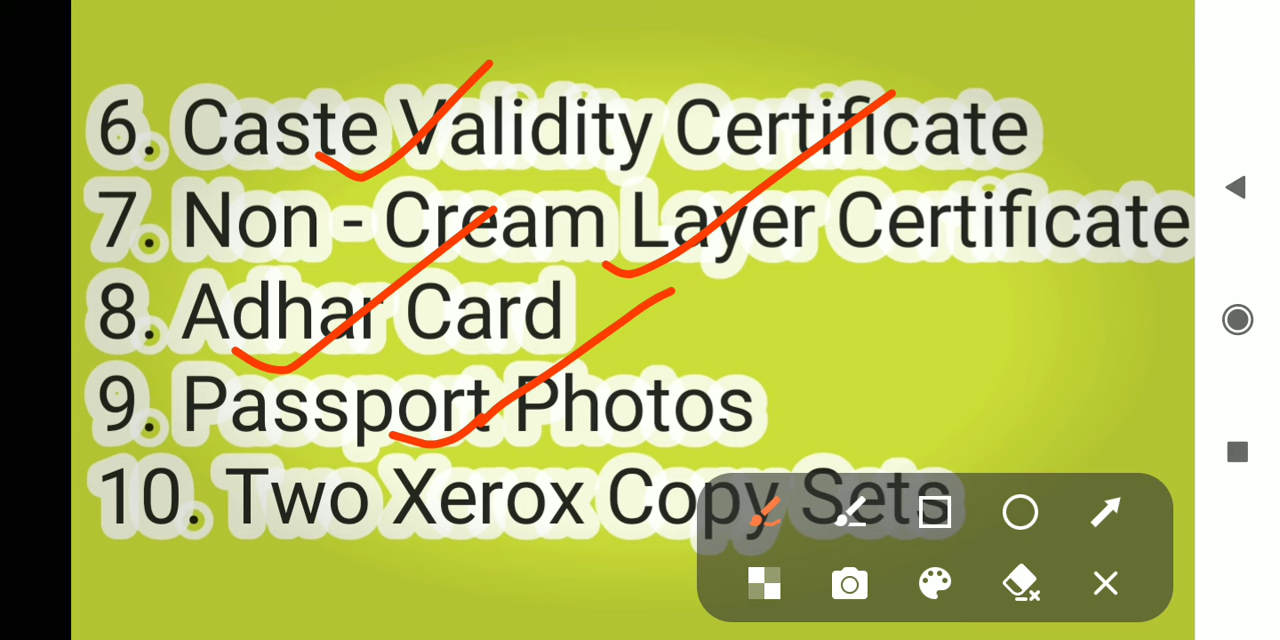 6. Caste Validity Certificate
7. Non - Cream Layer Certificate
8. Adhar Card
9. Passport Photos
10. Two Xerox Copy Sets